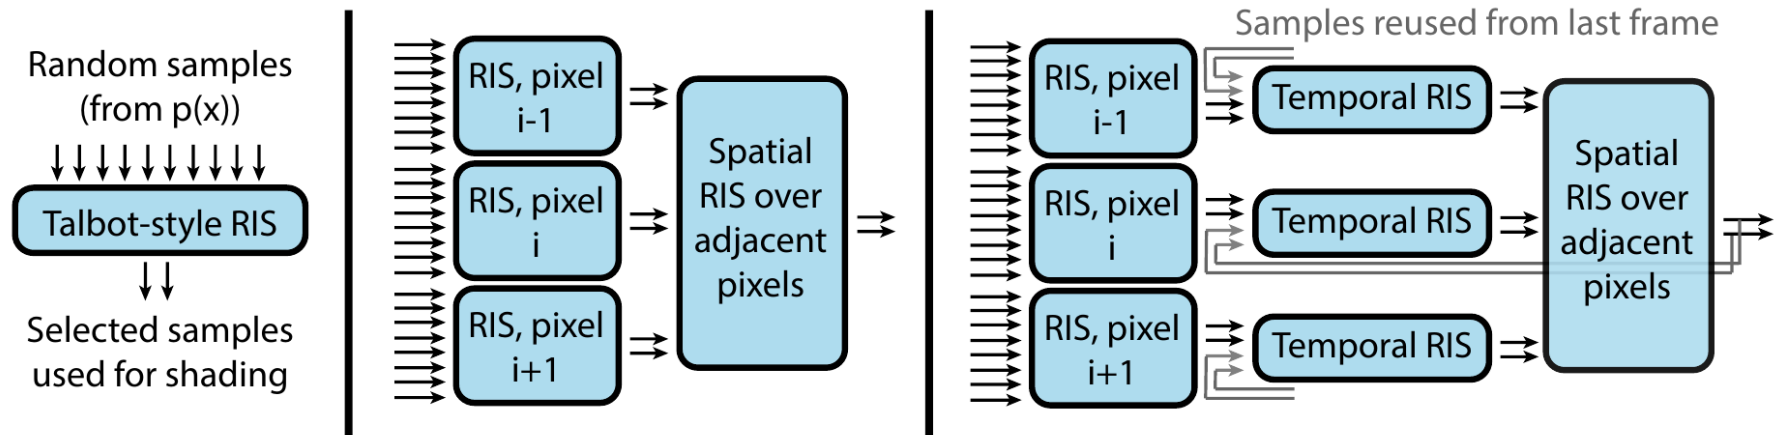 Random samples
(from p(x))
Talbot-style RIS
Selected samples
used for shading
RIS, pixel
i-1
RIS, pixel
i
RIS, pixel
i+1
Spatial
RIS over
adjacent
pixels
Samples reused from last frame
RIS, pixel
i-1
Temporal RIS
RIS, pixel
i
Temporal RIS
RIS, pixel
i+1
Temporal RIS
Spatial
RIS over
adjacent
pixels